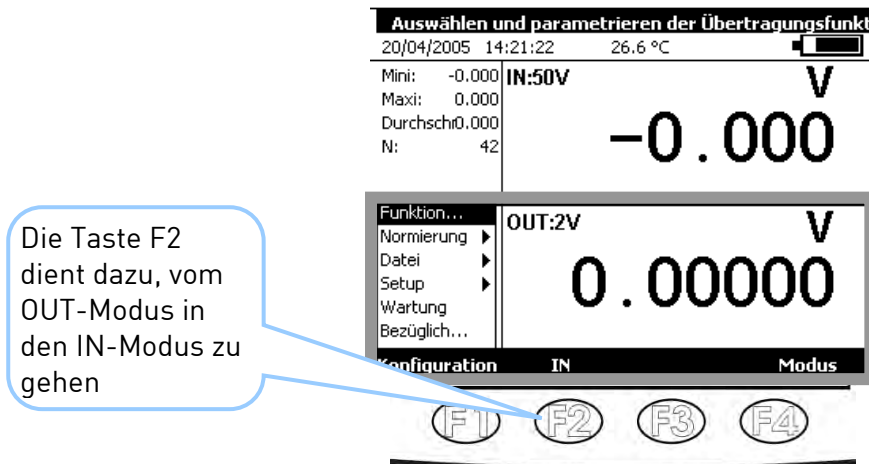 Auswählen und parametrieren der Übertragungsfunkt
20/04/2005 14:21:22 26.6 °C
Mini: -0.000
Maxi: 0.000
Durchschn0.000
N: 42
IN:50V V
-0.000
Funktion...
Normierung
Datei
Setup
Wartung
Bezüglich...
OUT:2V V
0.00000
Konfiguration IN Modus
Die Taste F2
dient dazu, vom
OUT-Modus in
den IN-Modus zu
gehen
F1 F2 F3 F4